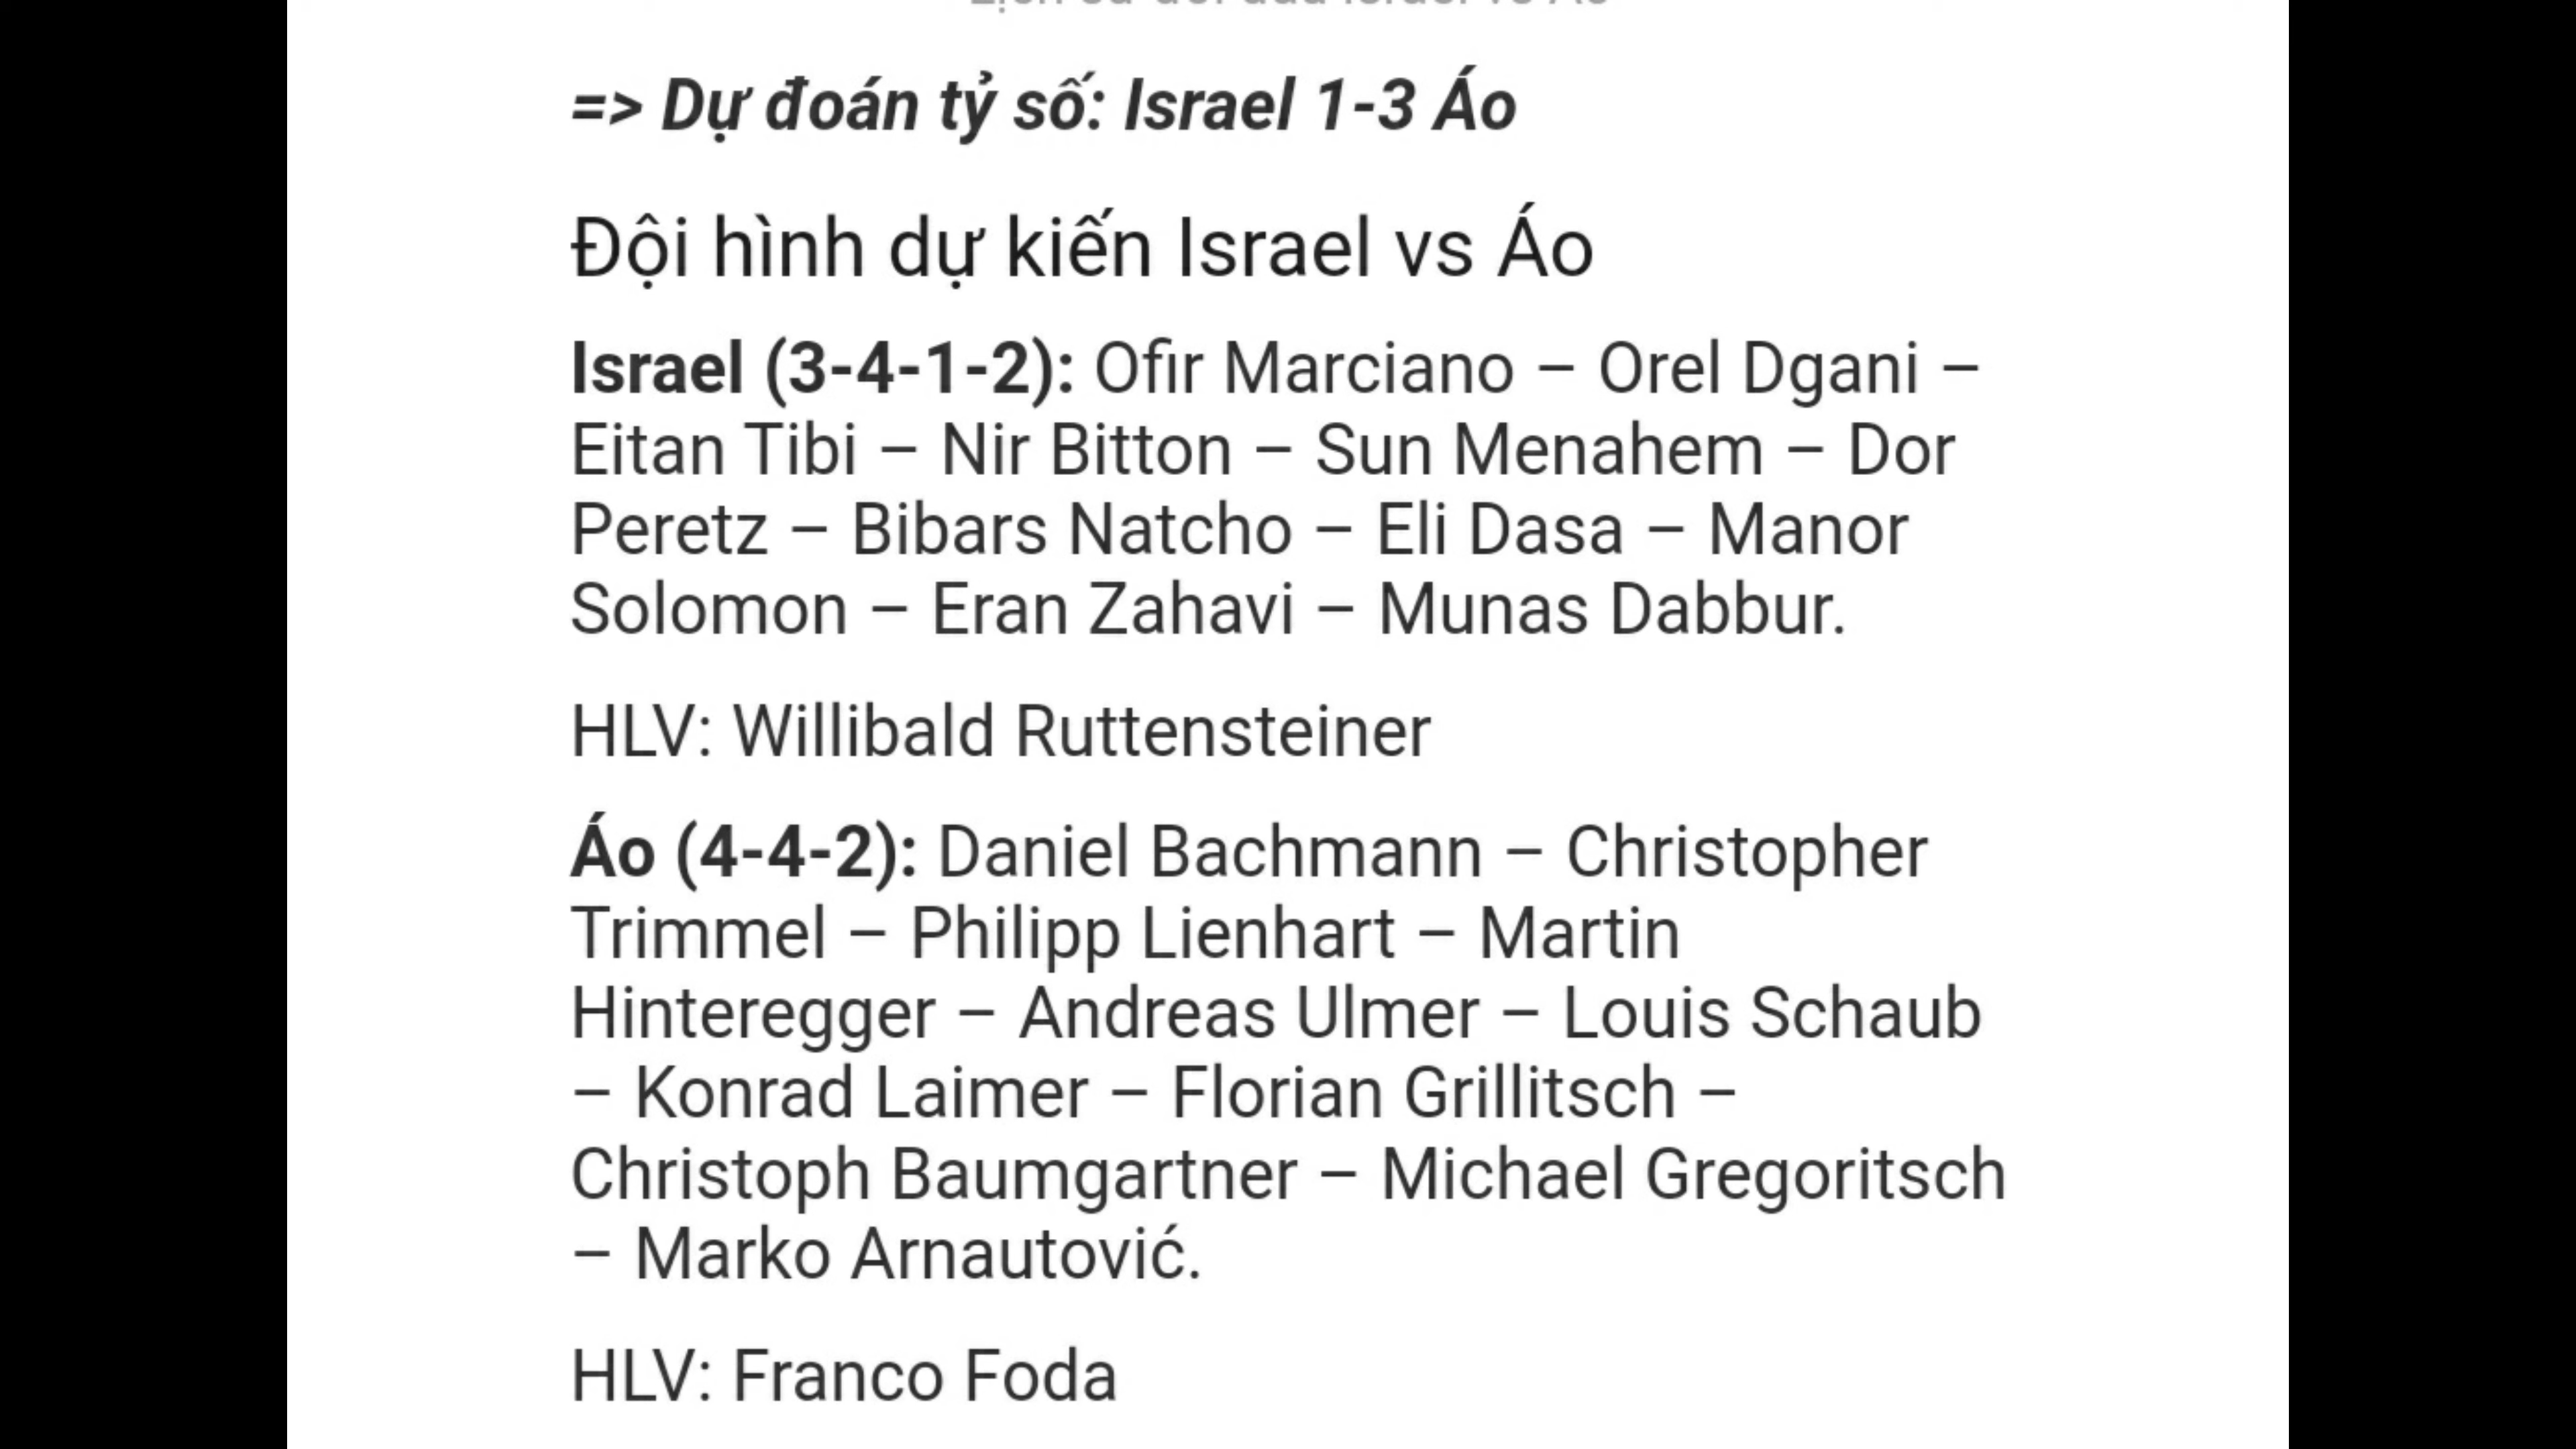 => Dự đoán tỷ số: Israel 1-3 Áo
Đội hình dự kiến Israel vs Áo
Israel (3-4-1-2): Ofir Marciano – Orel Dgani –
Eitan Tibi – Nir Bitton – Sun Menahem – Dor
Peretz – Bibars Natcho – Eli Dasa – Manor
Solomon – Eran Zahavi – Munas Dabbur.
HLV: Willibald Ruttensteiner
Áo (4-4-2): Daniel Bachmann – Christopher
Trimmel – Philipp Lienhart – Martin
Hinteregger – Andreas Ulmer – Louis Schaub
– Konrad Laimer – Florian Grillitsch –
Christoph Baumgartner – Michael Gregoritsch
– Marko Arnautović.
HLV: Franco Foda